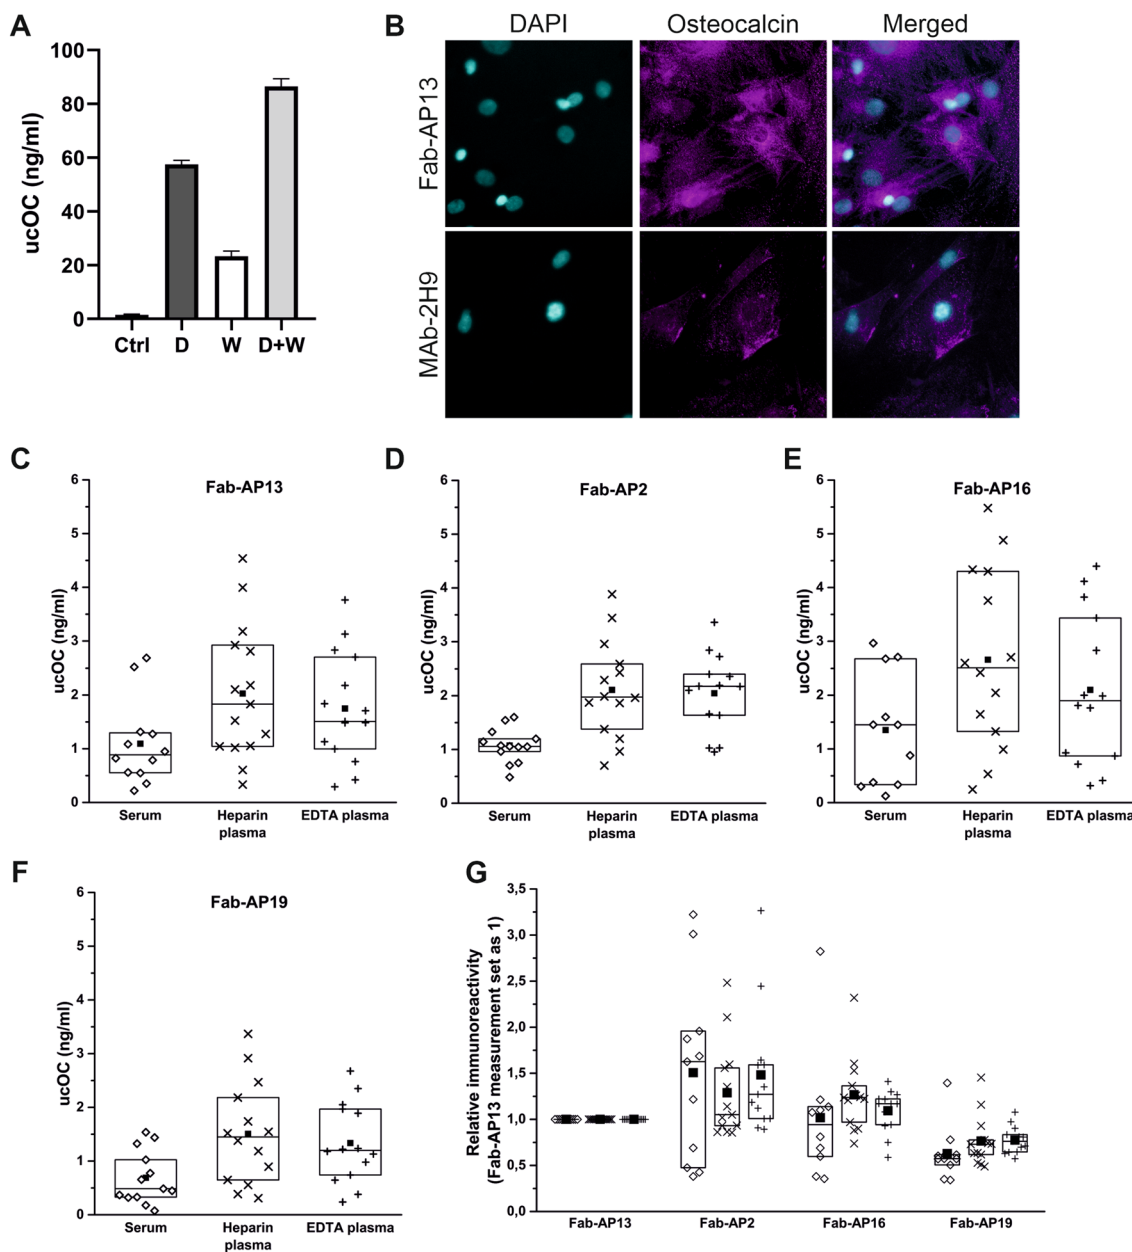 A
ucOC (ng/ml)
100
80
60
40
20
0
Ctrl D W D+W
B
DAPI Osteocalcin Merged
Fab-AP13
MAb-2H9
C
Fab-AP13
ucOC (ng/ml)
6
5
4
3
2
1
0
Serum Heparin plasma EDTA plasma
D
Fab-AP2
ucOC (ng/ml)
6
5
4
3
2
1
0
Serum Heparin plasma EDTA plasma
E
Fab-AP16
ucOC (ng/ml)
6
5
4
3
2
1
0
Serum Heparin plasma EDTA plasma
F
Fab-AP19
ucOC (ng/ml)
6
5
4
3
2
1
0
Serum Heparin plasma EDTA plasma
G
Relative immunoreactivity
(Fab-AP13 measurement set as 1)
3,5
3,0
2,5
2,0
1,5
1,0
0,5
0,0
Fab-AP13 Fab-AP2 Fab-AP16 Fab-AP19